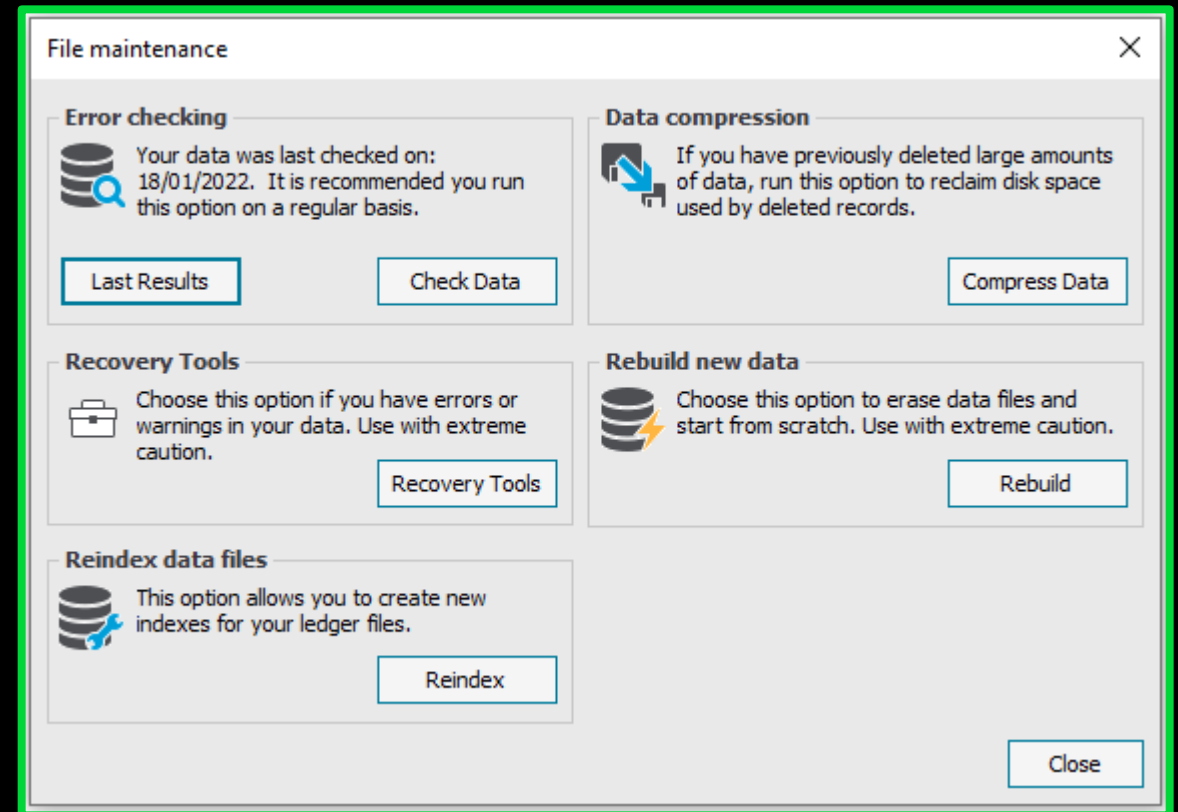 File maintenance
Error checking
Your data was last checked on:
18/01/2022.  It is recommended you run
this option on a regular basis.
Last Results
Check Data
Data compression
If you have previously deleted large amounts
of data, run this option to reclaim disk space
used by deleted records.
Compress Data
Recovery Tools
Choose this option if you have errors or
warnings in your data. Use with extreme
caution.
Recovery Tools
Rebuild new data
Choose this option to erase data files and
start from scratch. Use with extreme caution.
Rebuild
Reindex data files
This option allows you to create new
indexes for your ledger files.
Reindex
Close